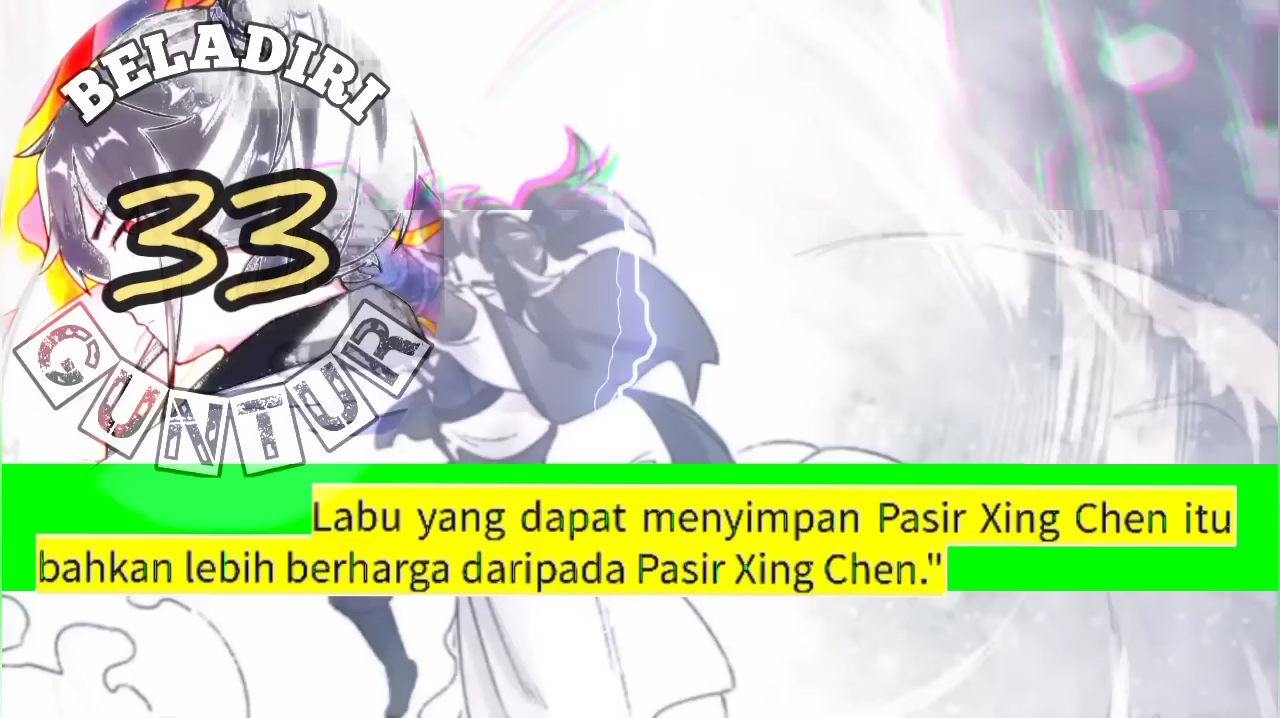 BELADIRI
33
GUNTUR
Labu yang dapat menyimpan Pasir Xing Chen itu
bahkan lebih berharga daripada Pasir Xing Chen."